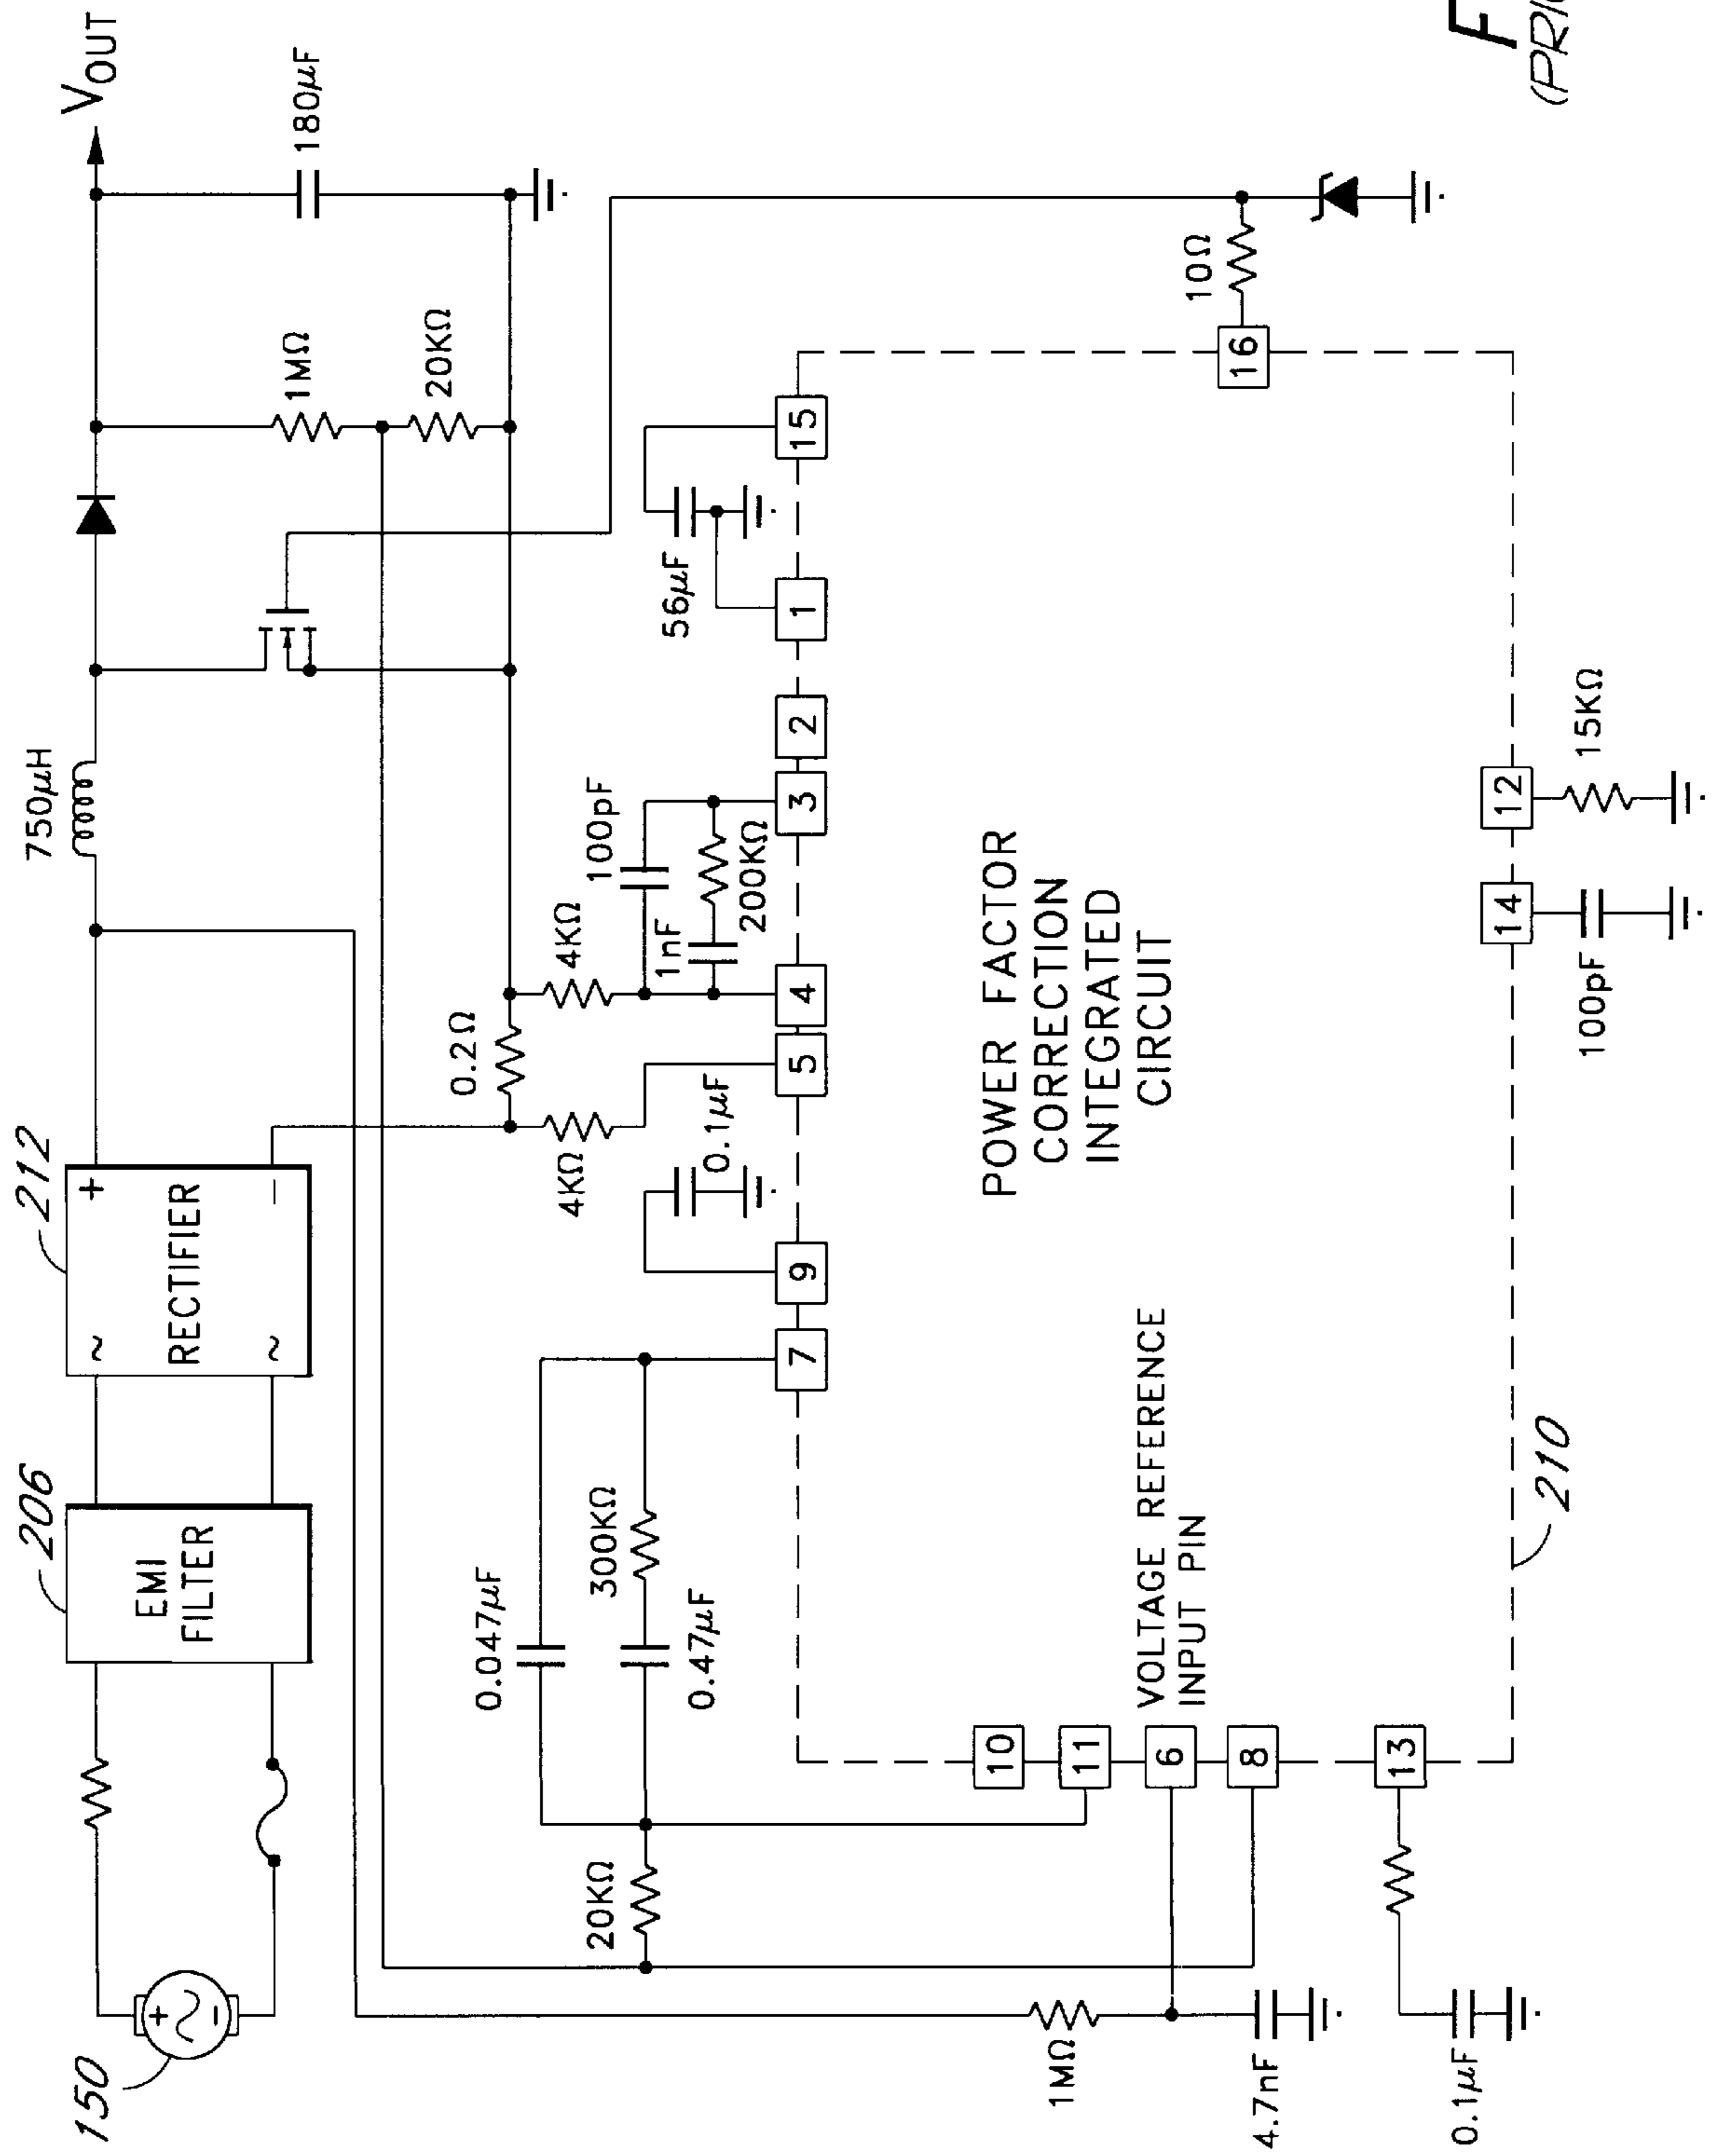 150
206
EMI
FILTER
212
~
~
RECTIFIER
+
–
750µH
V OUT
180µF
1MΩ
20KΩ
0.2Ω
4KΩ
4KΩ
100pF
1nF
200KΩ
56µF
0.1µF
0.047µF
300KΩ
0.47µF
20KΩ
7
9
5
4
3
2
1
15
10Ω
16
POWER FACTOR
CORRECTION
INTEGRATED
CIRCUIT
10
11
6
8
13
VOLTAGE REFERENCE
INPUT PIN
1MΩ
4.7nF
0.1µF
210
14
12
100pF
15KΩ
F
(PRIO